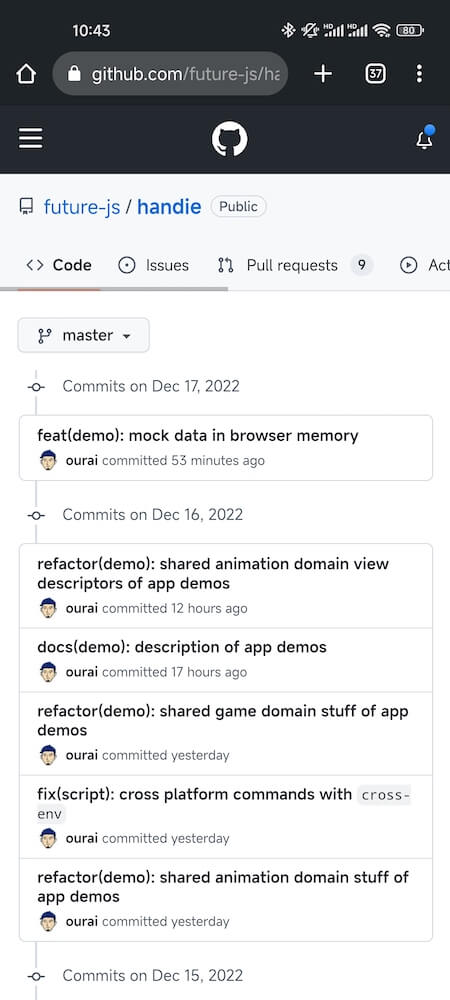 10:43
HD HD 80
github.com/future-js/ha
37
future-js / handie Public
Code Issues Pull requests 9 Act
master
Commits on Dec 17, 2022
feat(demo): mock data in browser memory
ourai committed 53 minutes ago
Commits on Dec 16, 2022
refactor(demo): shared animation domain view
descriptors of app demos
ourai committed 12 hours ago
docs(demo): description of app demos
ourai committed 17 hours ago
refactor(demo): shared game domain stuff of app
demos
ourai committed yesterday
fix(script): cross platform commands with cross-
env
ourai committed yesterday
refactor(demo): shared animation domain stuff of
app demos
ourai committed yesterday
Commits on Dec 15, 2022